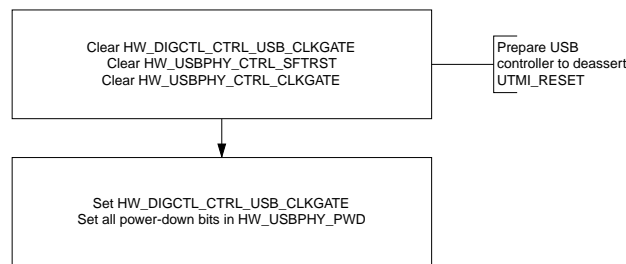 Clear HW_DIGCTL_CTRL_USB_CLKGATE
Clear HW_USBPHY_CTRL_SFTRST
Clear HW_USBPHY_CTRL_CLKGATE
Prepare USB
controller to deassert
UTMI_RESET
Set HW_DIGCTL_CTRL_USB_CLKGATE
Set all power-down bits in HW_USBPHY_PWD